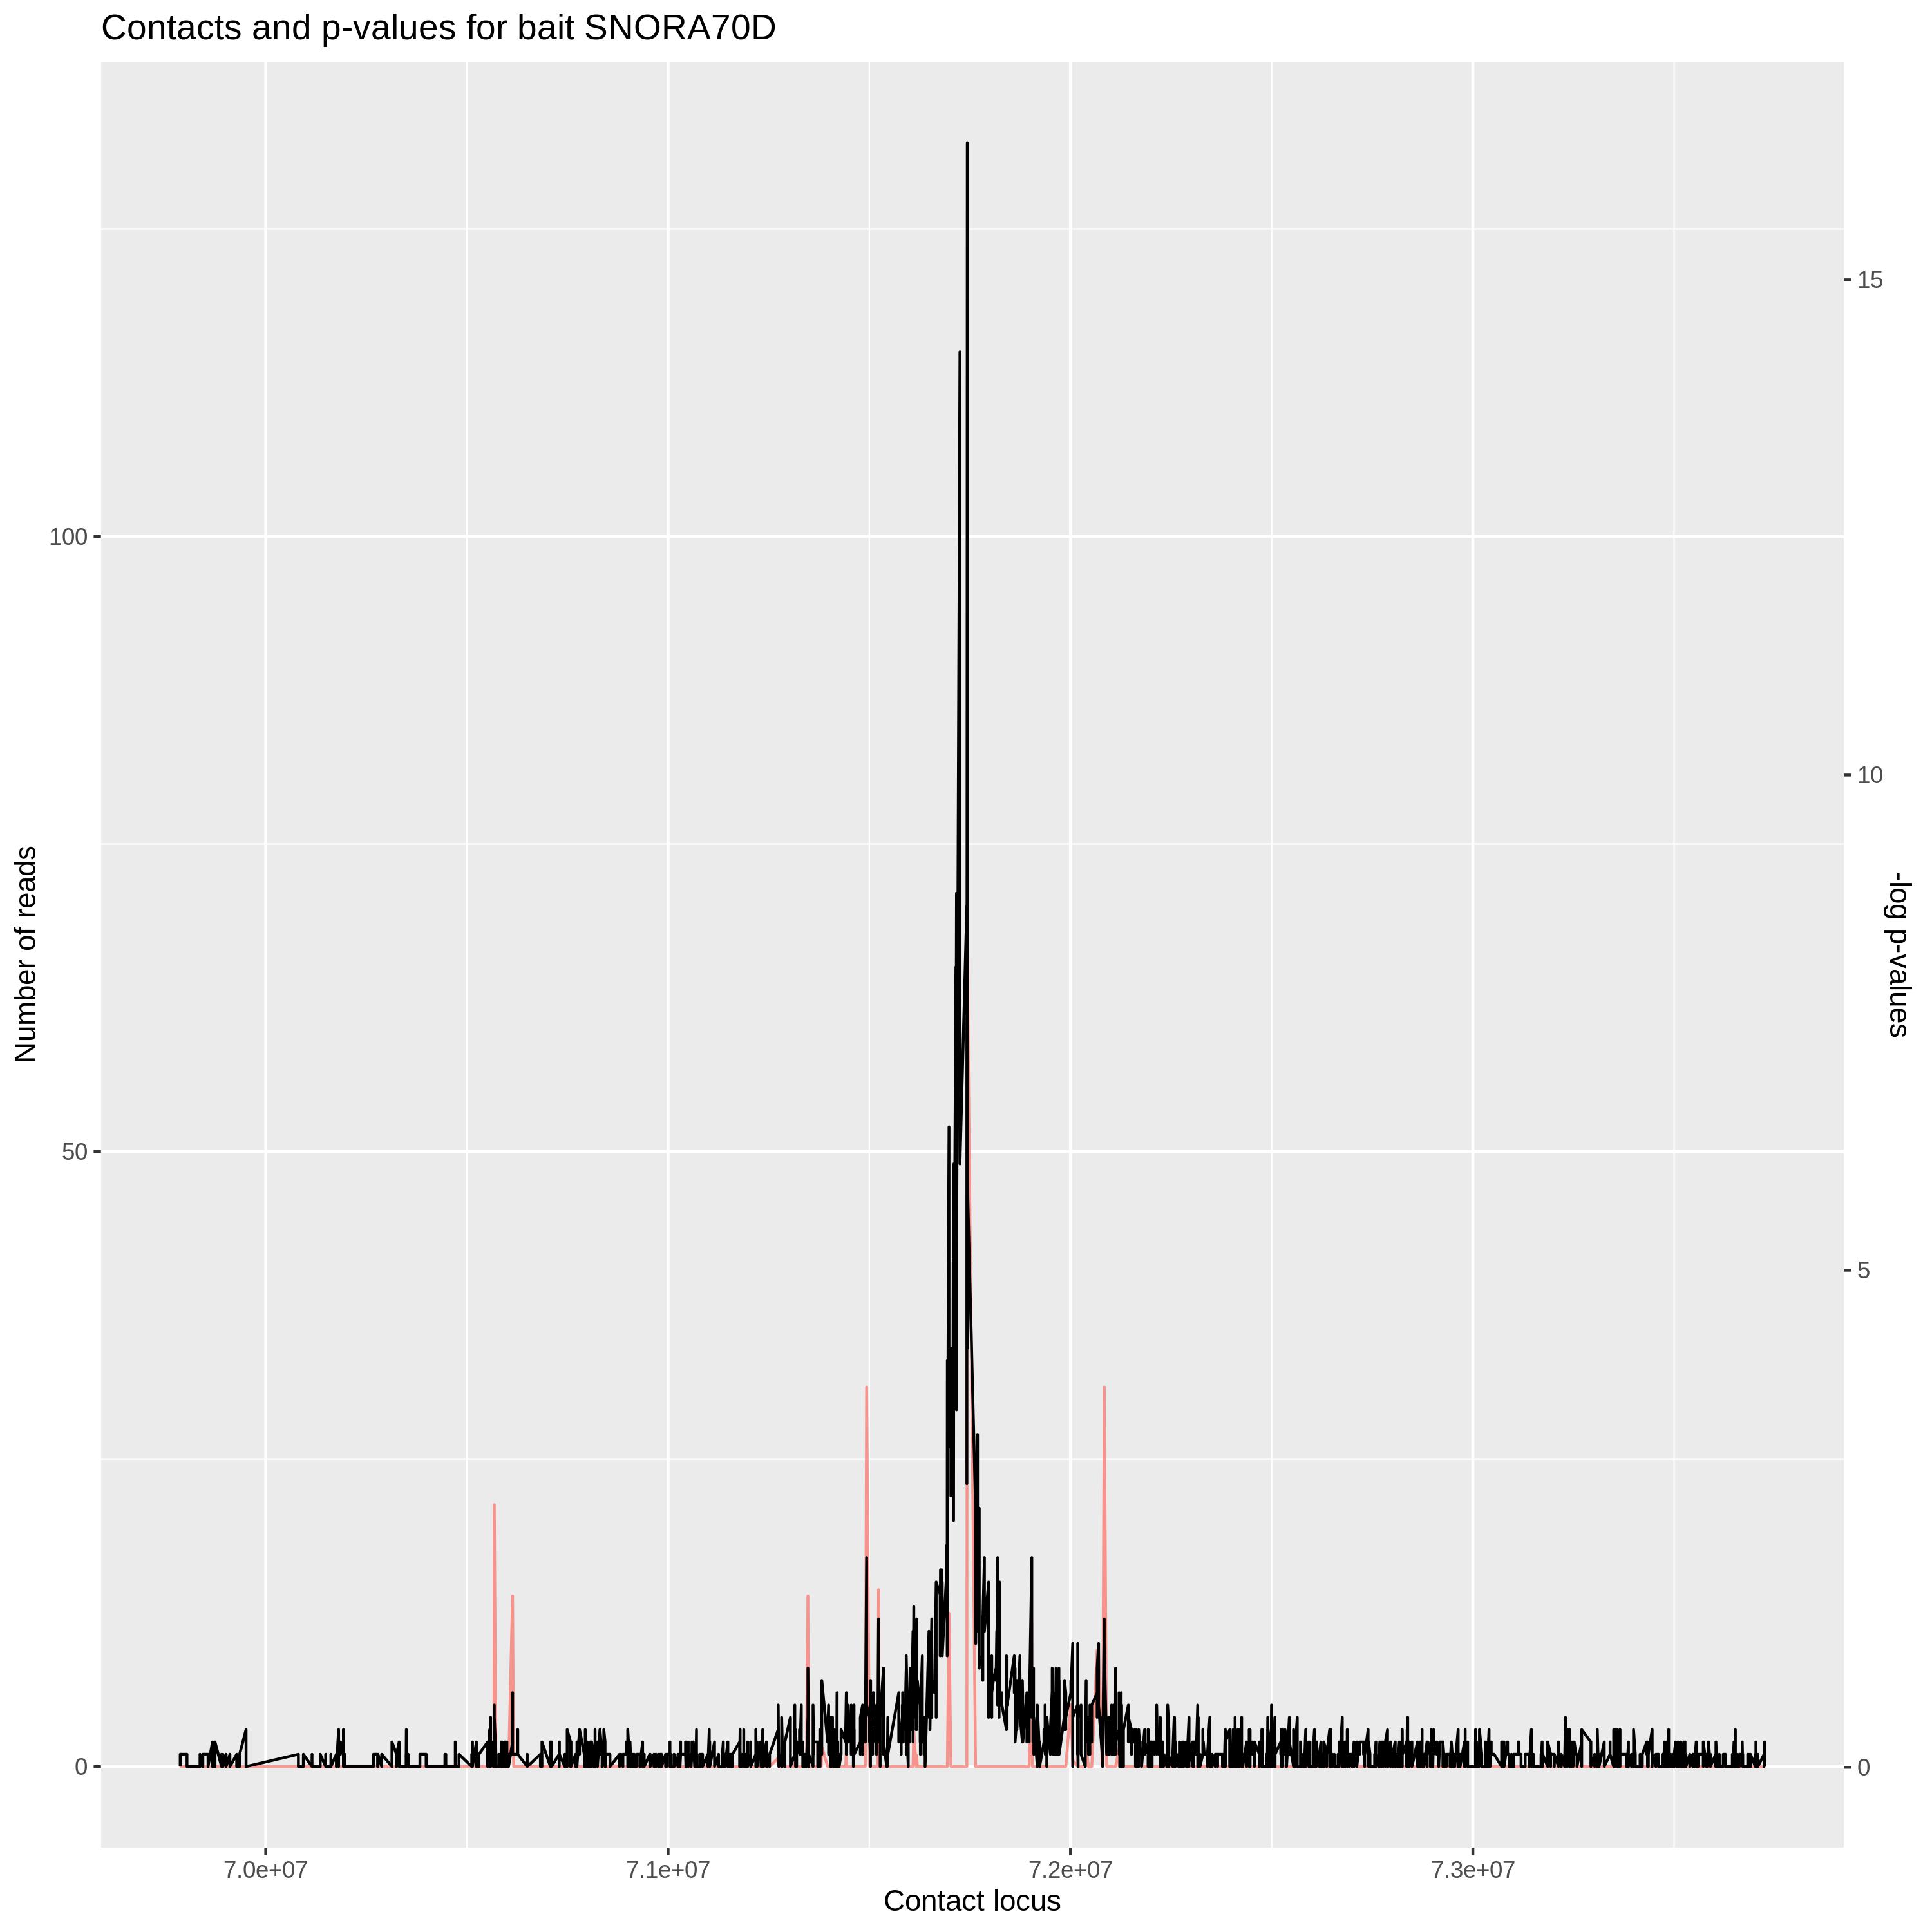 Contacts and p-values for bait SNORA70D
Number of reads
100
50
0
15
10
5
0
-log p-values
7.0e+07
7.1e+07
7.2e+07
7.3e+07
Contact locus